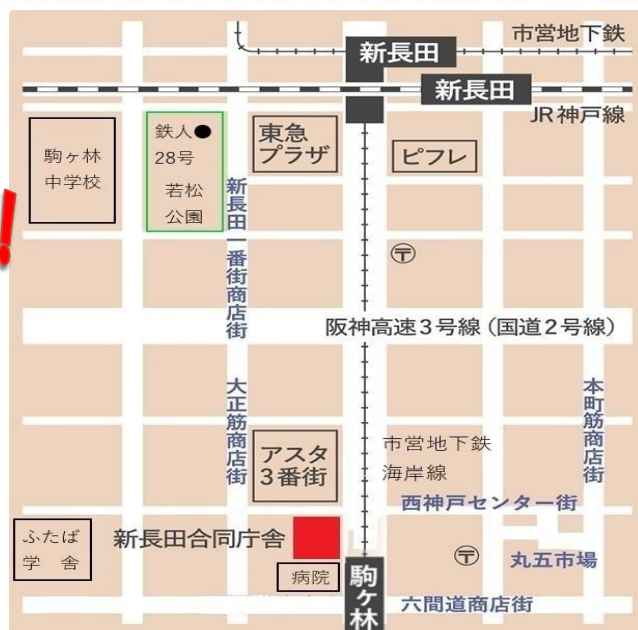 市営地下鉄
新長田
新長田
JR神戸線
駒ヶ林
中学校
鉄人●
28号
若松
公園
東急
プラザ
ピフレ
新長田一番街商店街
〒
阪神高速3号線(国道2号線)
大正筋商店街
本町筋商店街
アスタ
3番街
市営地下鉄
海岸線
西神戸センター街
ふたば
学 舎
新長田合同庁舎
病院
駒ヶ林
〒
丸五市場
六間道商店街
!